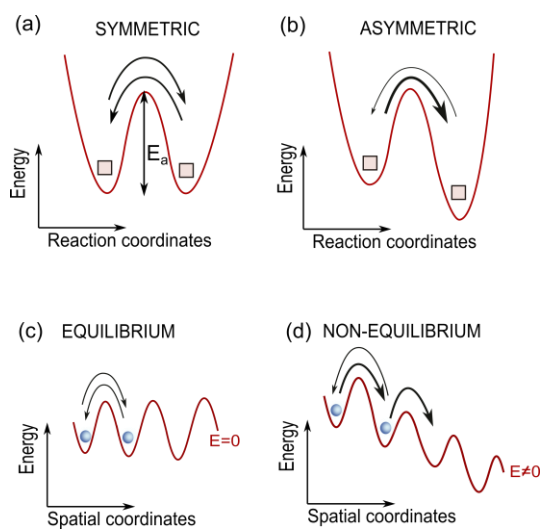 (a) SYMMETRIC
E_a
Energy
Reaction coordinates
(b) ASYMMETRIC
Energy
Reaction coordinates
(c) EQUILIBRIUM
E=0
Energy
Spatial coordinates
(d) NON-EQUILIBRIUM
E≠0
Energy
Spatial coordinates